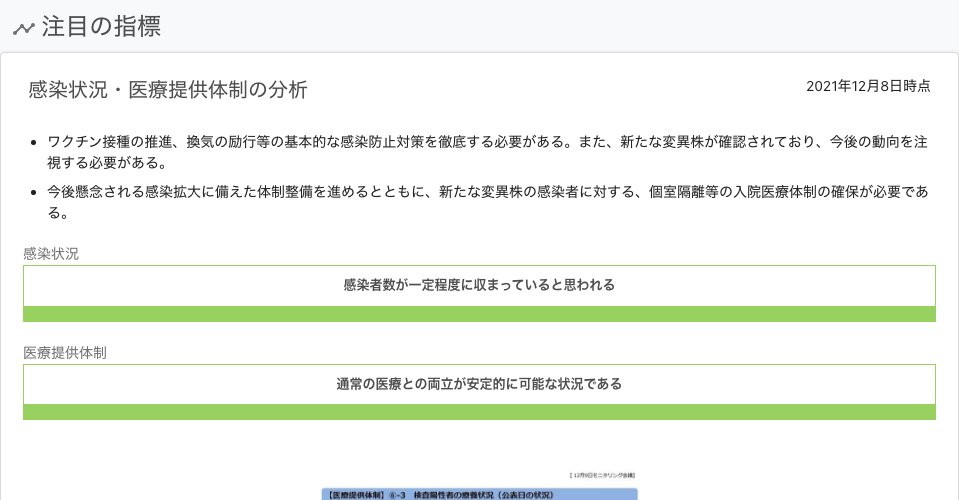 注目の指標
感染状況・医療提供体制の分析
2021年12月8日時点
ワクチン接種の推進、換気の励行等の基本的な感染防止対策を徹底する必要がある。また、新たな変異株が確認されており、今後の動向を注
視する必要がある。
今後懸念される感染拡大に備えた体制整備を進めるとともに、新たな変異株の感染者に対する、個室隔離等の入院医療体制の確保が必要であ
る。
感染状況
感染者数が一定程度に収まっていると思われる
医療提供体制
通常の医療との両立が安定的に可能な状況である
【12月9日モニタリング会議】
【医療提供体制】⑥-3 検査陽性者の療養状況（公表日の状況）